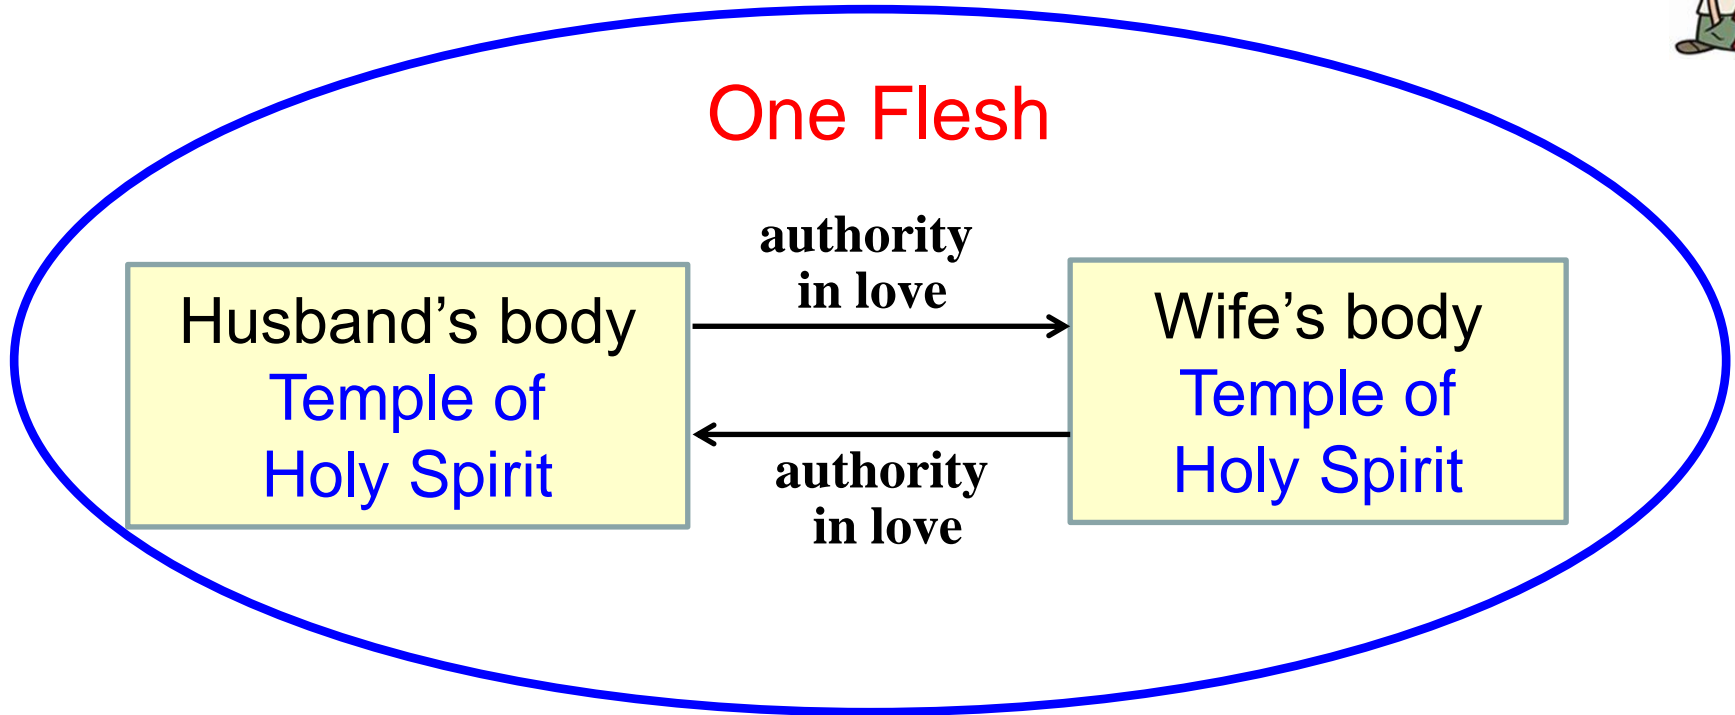 One Flesh
authority
in love
Husband’s body
Temple of
Holy Spirit
Wife’s body
Temple of
Holy Spirit
authority
in love